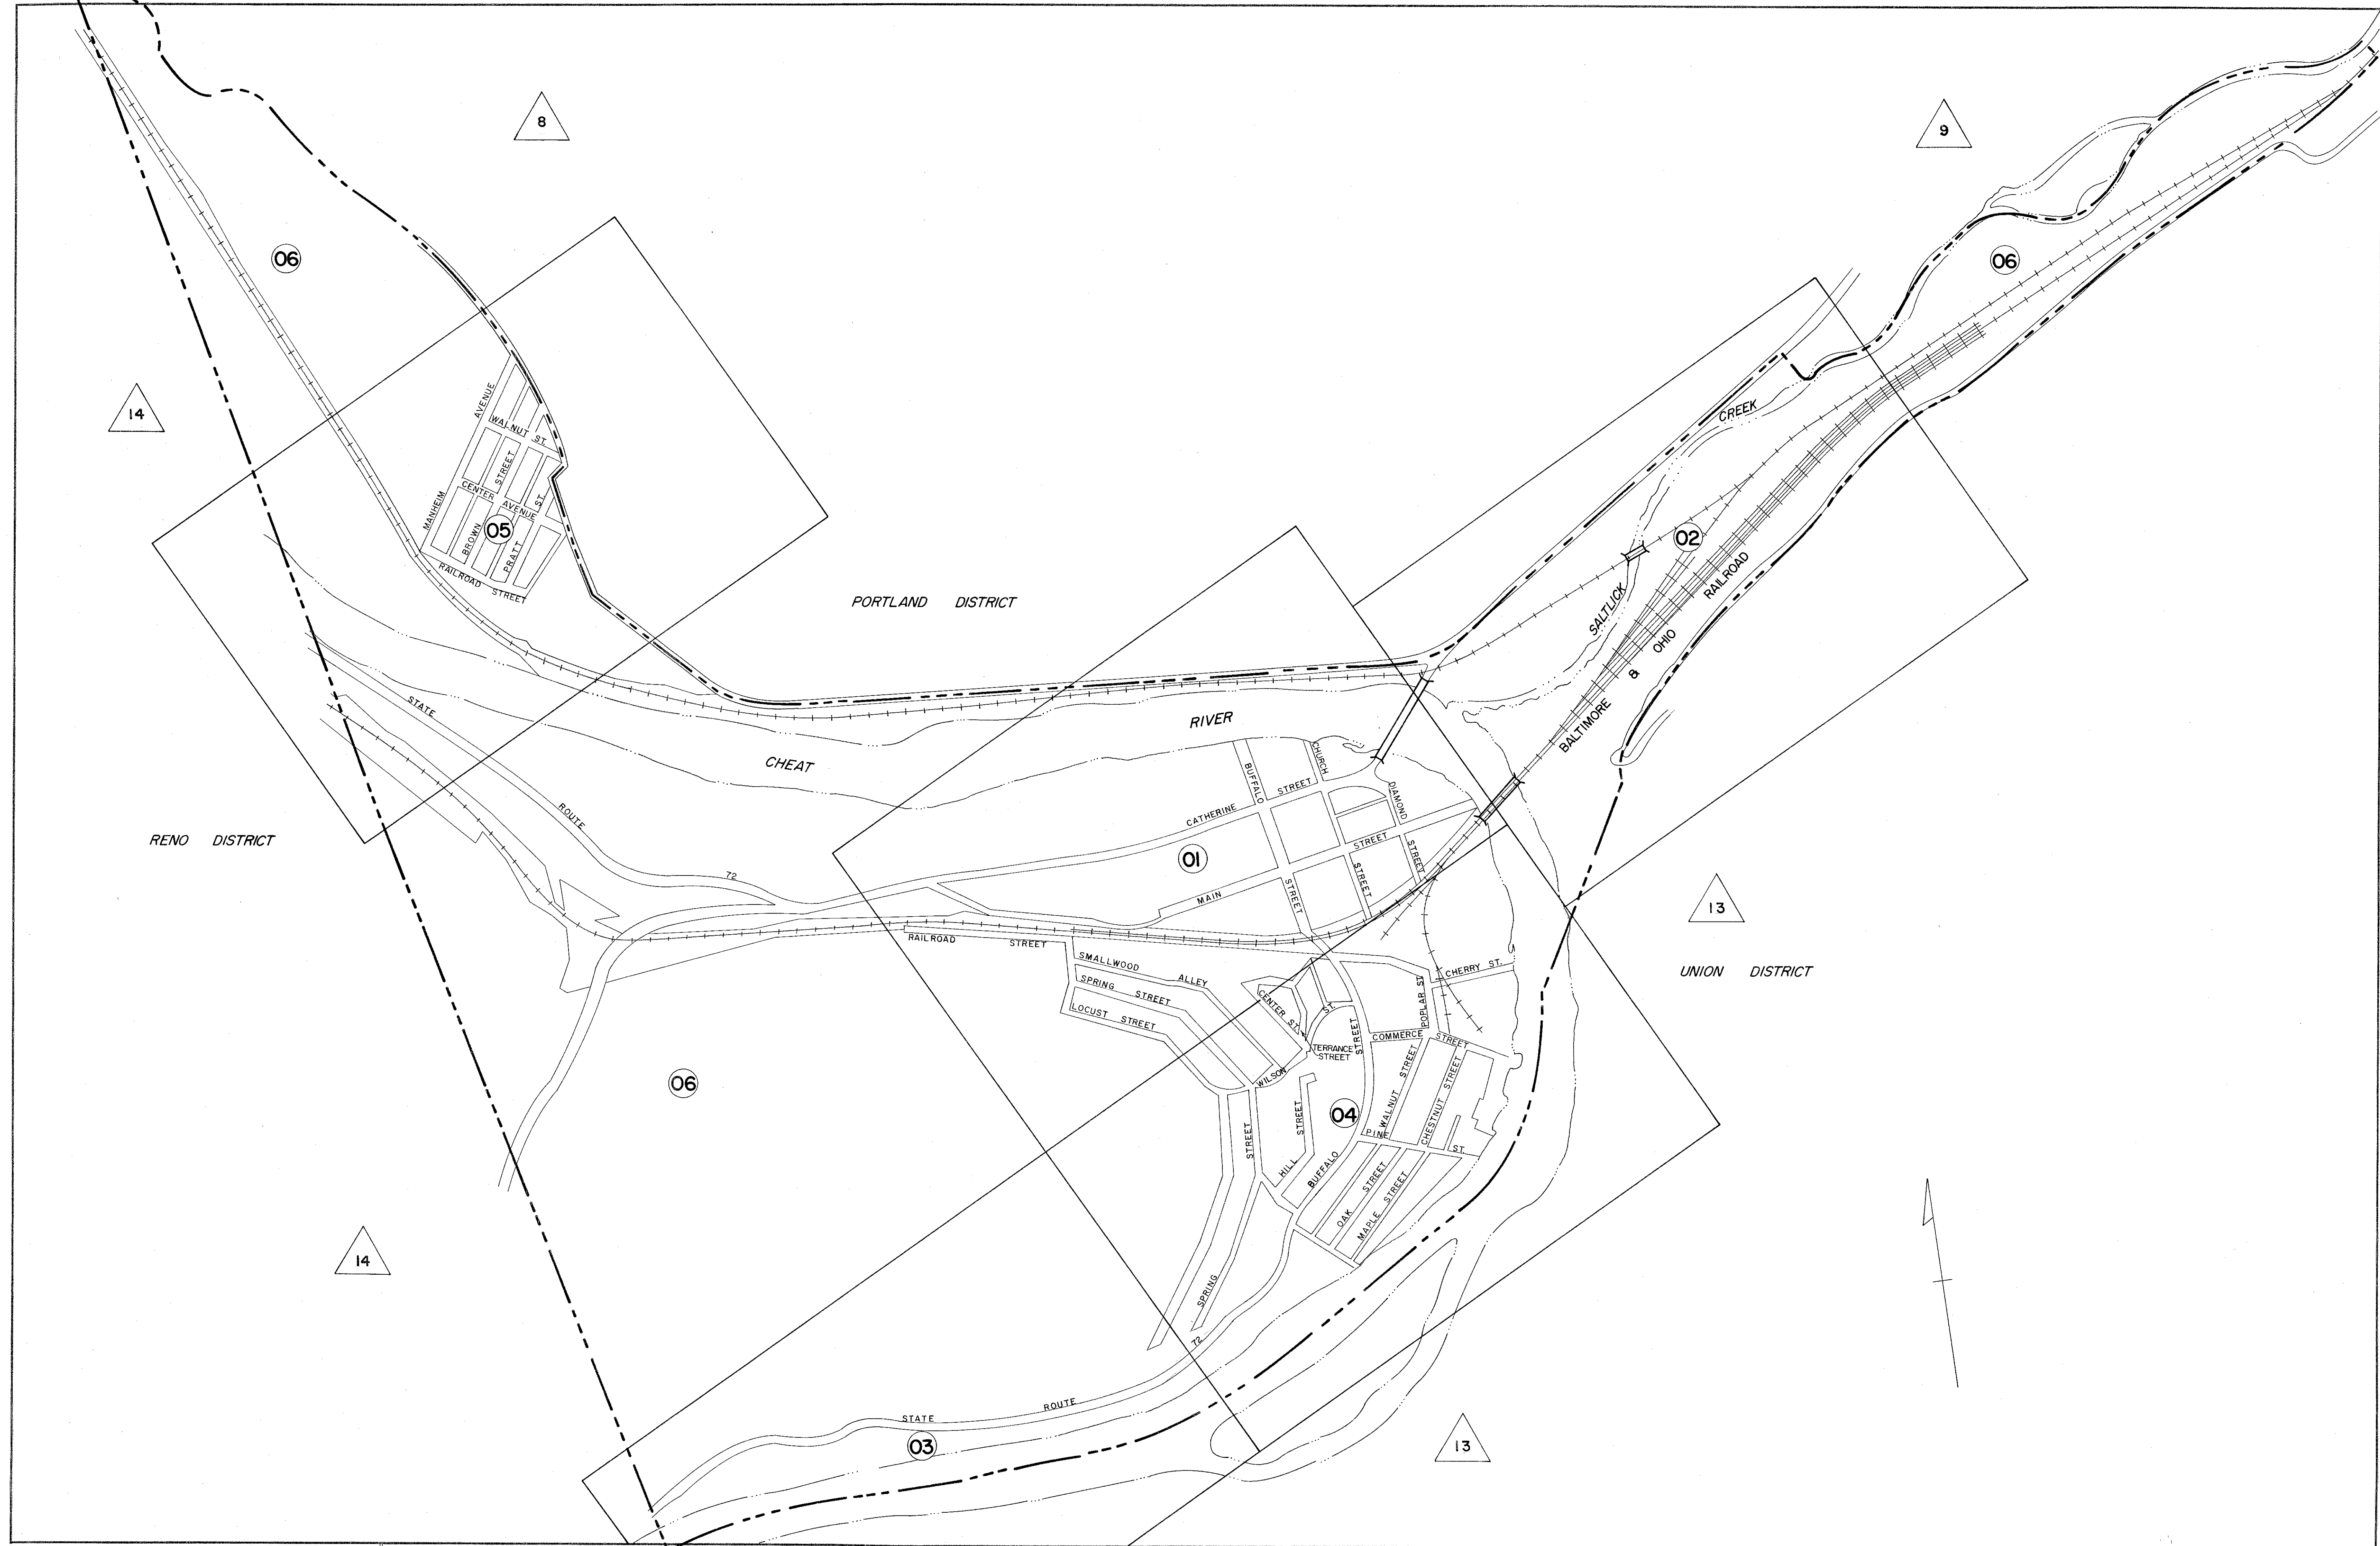 8
9
06
06
14
AVENUE
WALNUT ST.
STREET
CENTER AVENUE
MANHEIM
05
BROWN
PRATT ST.
RAILROAD STREET
CREEK
02
SALTLICK
BALTIMORE & OHIO RAILROAD
PORTLAND DISTRICT
STATE ROUTE 72
CHEAT RIVER
RENO DISTRICT
BUFFALO STREET
CHURCH STREET
CATHERINE STREET
DIAMOND STREET
01
MAIN STREET
13
UNION DISTRICT
RAILROAD STREET
SMALLWOOD ALLEY
SPRING STREET
LOCUST STREET
CENTER ST.
ST.
CHERRY ST.
POPLAR ST.
COMMERCE STREET
TERRANCE STREET
WILSON
06
04
STREET
HILL STREET
BUFFALO STREET
WALNUT STREET
CHESTNUT STREET
PINE ST.
OAK STREET
MAPLE STREET
SPRING
14
72
STATE ROUTE
03
13